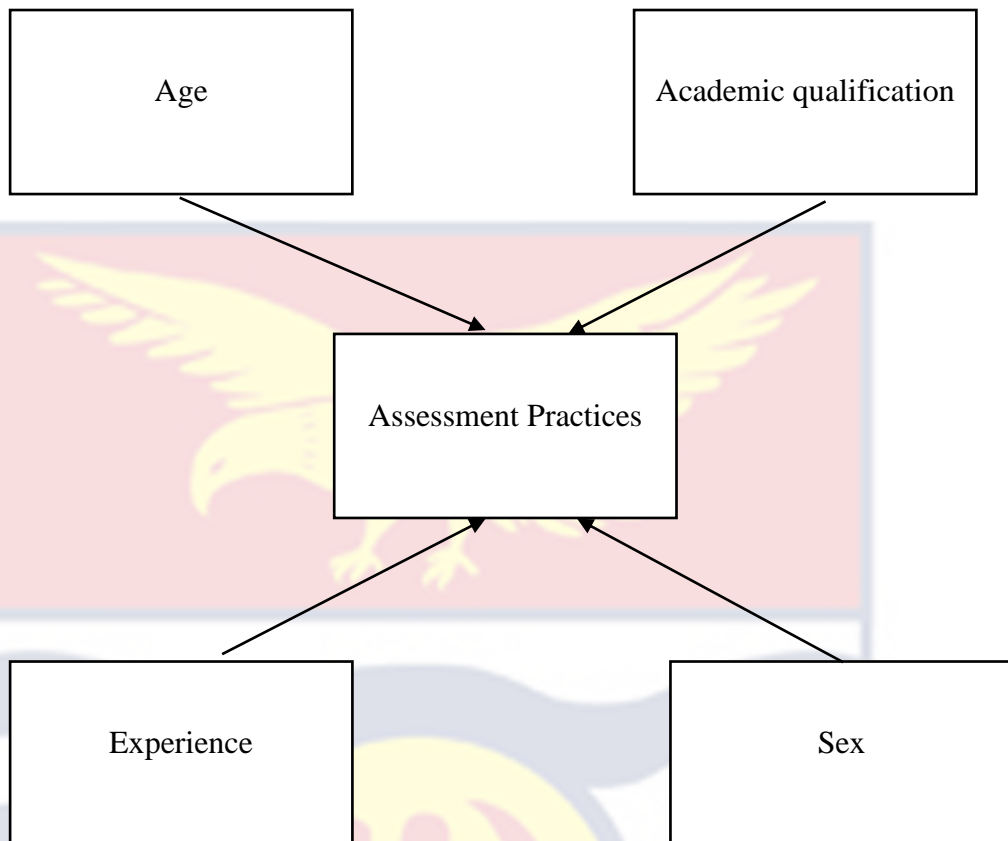 Age
Academic qualification
Assessment Practices
Experience
Sex